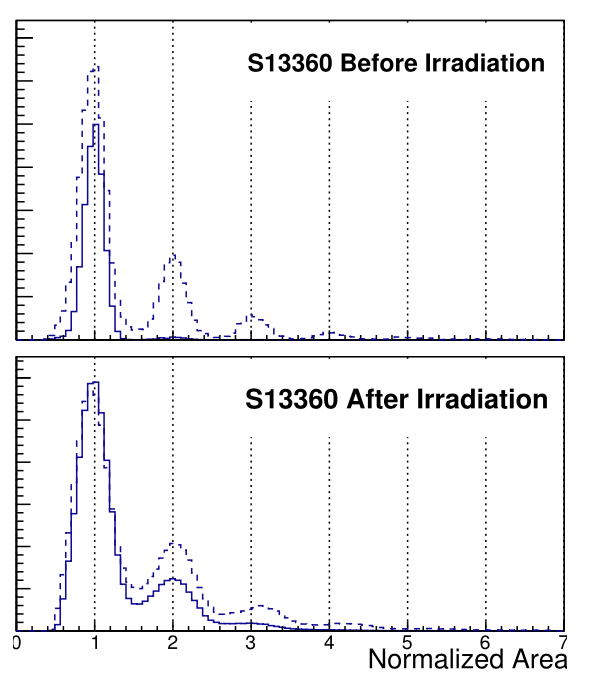 S13360 Before Irradiation
S13360 After Irradiation
0 1 2 3 4 5 6 7
Normalized Area